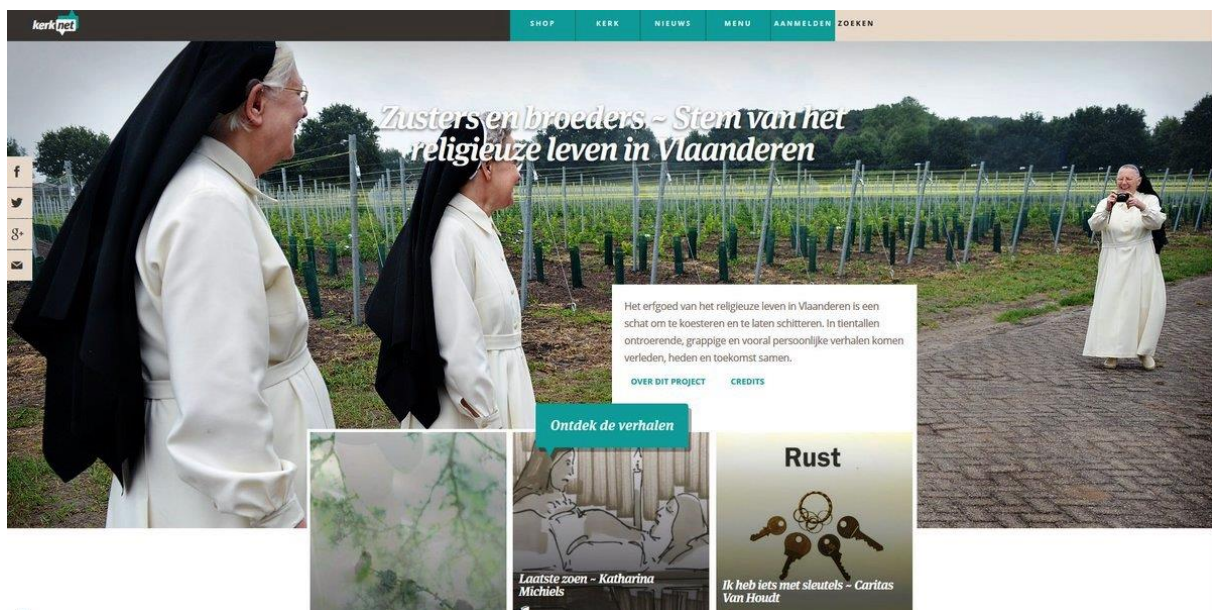 kerk net
SHOP
KERK
NIEUWS
MENU
AANMELDEN
ZOEKEN
Zusters en broeders ~ Stem van het
religieuze leven in Vlaanderen
f
8+
Het erfgoed van het religieuze leven in Vlaanderen is een
schat om te koesteren en te laten schitteren. In tientallen
ontroerende, grappige en vooral persoonlijke verhalen komen
verleden, heden en toekomst samen.
OVER DIT PROJECT
CREDITS
Ontdek de verhalen
Laatste zoen ~ Katharina
Michiels
Rust
Ik heb iets met sleutels ~ Caritas
Van Houdt